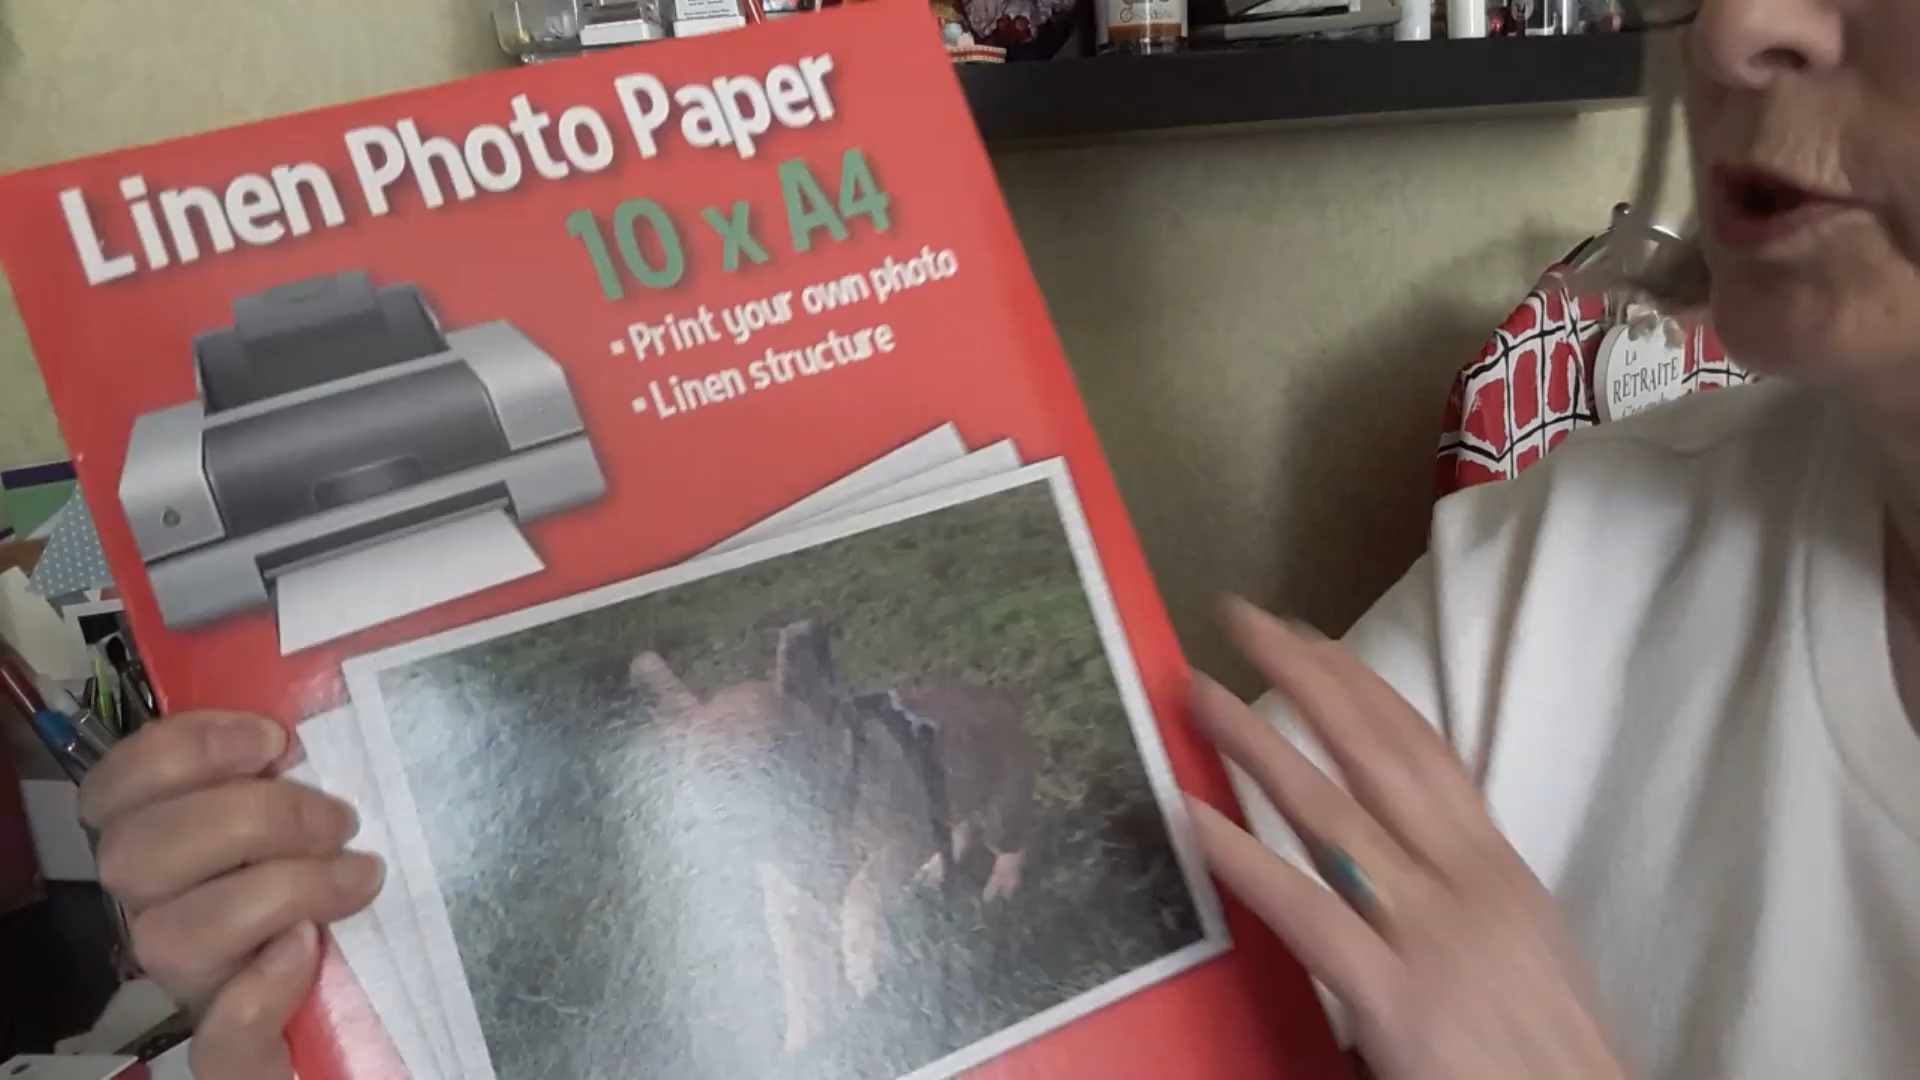 Linen Photo Paper
10 x A4
▪ Print your own photo
▪ Linen structure
La
RETRAITE